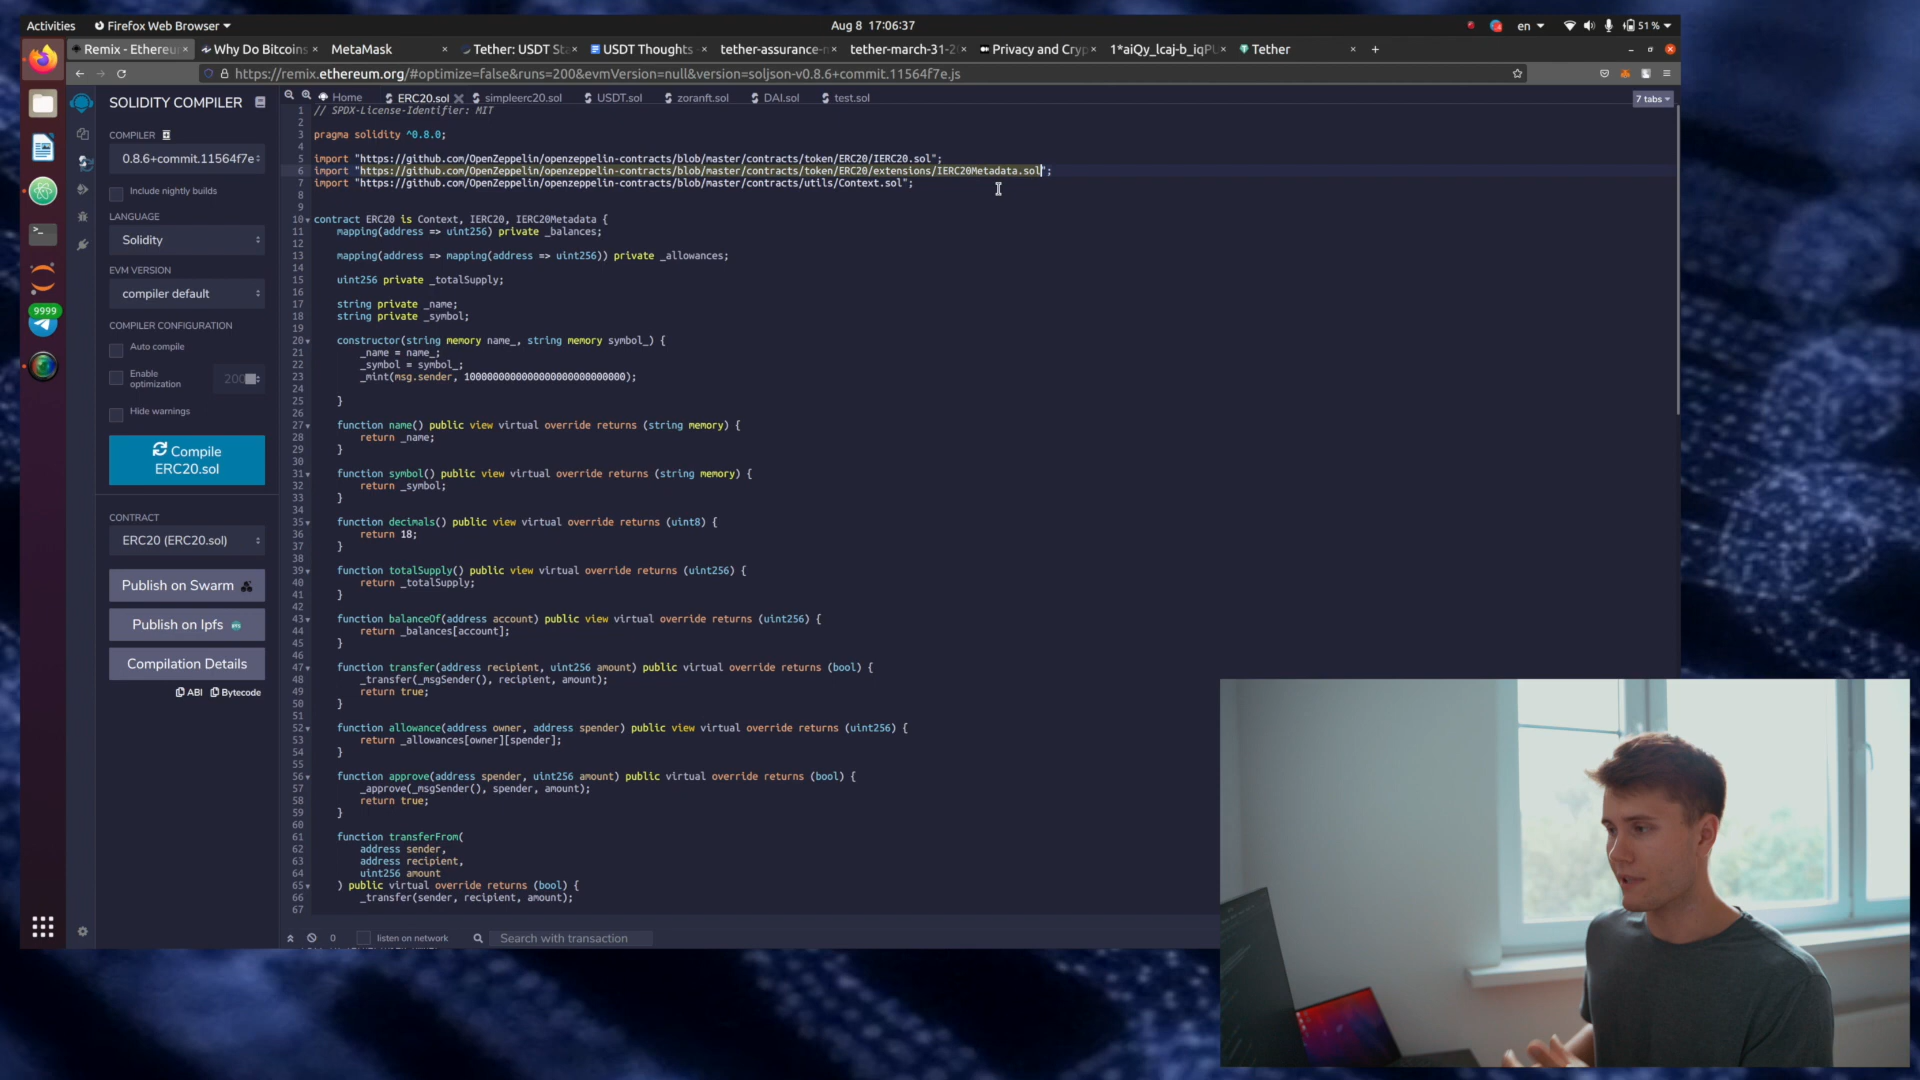 Activities
Firefox Web Browser
Aug 8 17:06:37
en
51 %
Remix - Ethereu
Why Do Bitcoins
MetaMask
Tether: USDT Sta
USDT Thoughts
tether-assurance-
tether-march-31-2
Privacy and Cryp
1*aiQy_lcaj-b_iqPU
Tether
https://remix.ethereum.org/#optimize=false&runs=200&evmVersion=null&version=soljson-v0.8.6+commit.11564f7e.js
SOLIDITY COMPILER
COMPILER
0.8.6+commit.11564f7e
Include nightly builds
LANGUAGE
Solidity
EVM VERSION
compiler default
COMPILER CONFIGURATION
Auto compile
Enable optimization
200
Hide warnings
Compile
ERC20.sol
CONTRACT
ERC20 (ERC20.sol)
Publish on Swarm
Publish on Ipfs
Compilation Details
ABI
Bytecode
9999
Home
ERC20.sol
simpleerc20.sol
USDT.sol
zoranft.sol
DAI.sol
test.sol
7 tabs
1 // SPDX-License-Identifier: MIT
2
3 pragma solidity ^0.8.0;
4
5 import "https://github.com/OpenZeppelin/openzeppelin-contracts/blob/master/contracts/token/ERC20/IERC20.sol";
6 import "https://github.com/OpenZeppelin/openzeppelin-contracts/blob/master/contracts/token/ERC20/extensions/IERC20Metadata.sol";
7 import "https://github.com/OpenZeppelin/openzeppelin-contracts/blob/master/contracts/utils/Context.sol";
8
9
10 contract ERC20 is Context, IERC20, IERC20Metadata {
11 mapping(address => uint256) private _balances;
12
13 mapping(address => mapping(address => uint256)) private _allowances;
14
15 uint256 private _totalSupply;
16
17 string private _name;
18 string private _symbol;
19
20 constructor(string memory name_, string memory symbol_) {
21 _name = name_;
22 _symbol = symbol_;
23 _mint(msg.sender, 1000000000000000000000000000);
24
25 }
26
27 function name() public view virtual override returns (string memory) {
28 return _name;
29 }
30
31 function symbol() public view virtual override returns (string memory) {
32 return _symbol;
33 }
34
35 function decimals() public view virtual override returns (uint8) {
36 return 18;
37 }
38
39 function totalSupply() public view virtual override returns (uint256) {
40 return _totalSupply;
41 }
42
43 function balanceOf(address account) public view virtual override returns (uint256) {
44 return _balances[account];
45 }
46
47 function transfer(address recipient, uint256 amount) public virtual override returns (bool) {
48 _transfer(_msgSender(), recipient, amount);
49 return true;
50 }
51
52 function allowance(address owner, address spender) public view virtual override returns (uint256) {
53 return _allowances[owner][spender];
54 }
55
56 function approve(address spender, uint256 amount) public virtual override returns (bool) {
57 _approve(_msgSender(), spender, amount);
58 return true;
59 }
60
61 function transferFrom(
62 address sender,
63 address recipient,
64 uint256 amount
65 ) public virtual override returns (bool) {
66 _transfer(sender, recipient, amount);
67
0
listen on network
Search with transaction